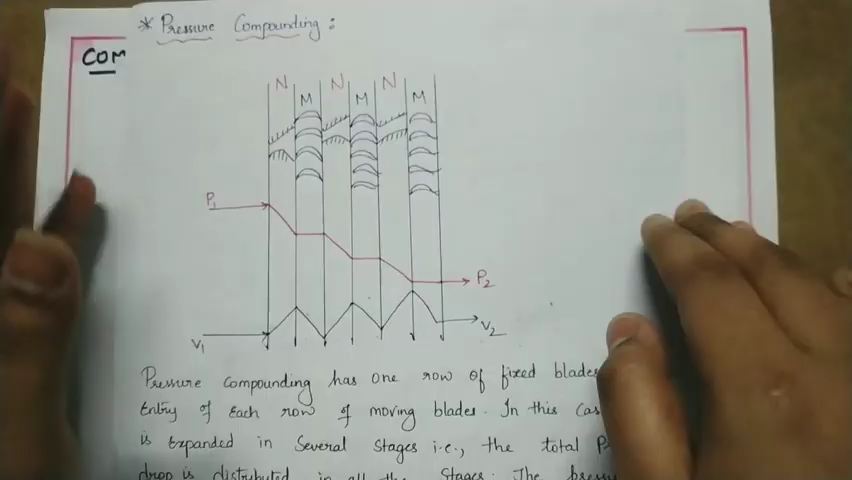 * Pressure Compounding:
COM
N N N
M M M
P1
P2
V1 V2
Pressure compounding has one row of fixed blades
Entry of Each row of moving blades. In this Cas
is Expanded in Several Stages i.e., the total Pr
drop is distributed in all the Stages. The